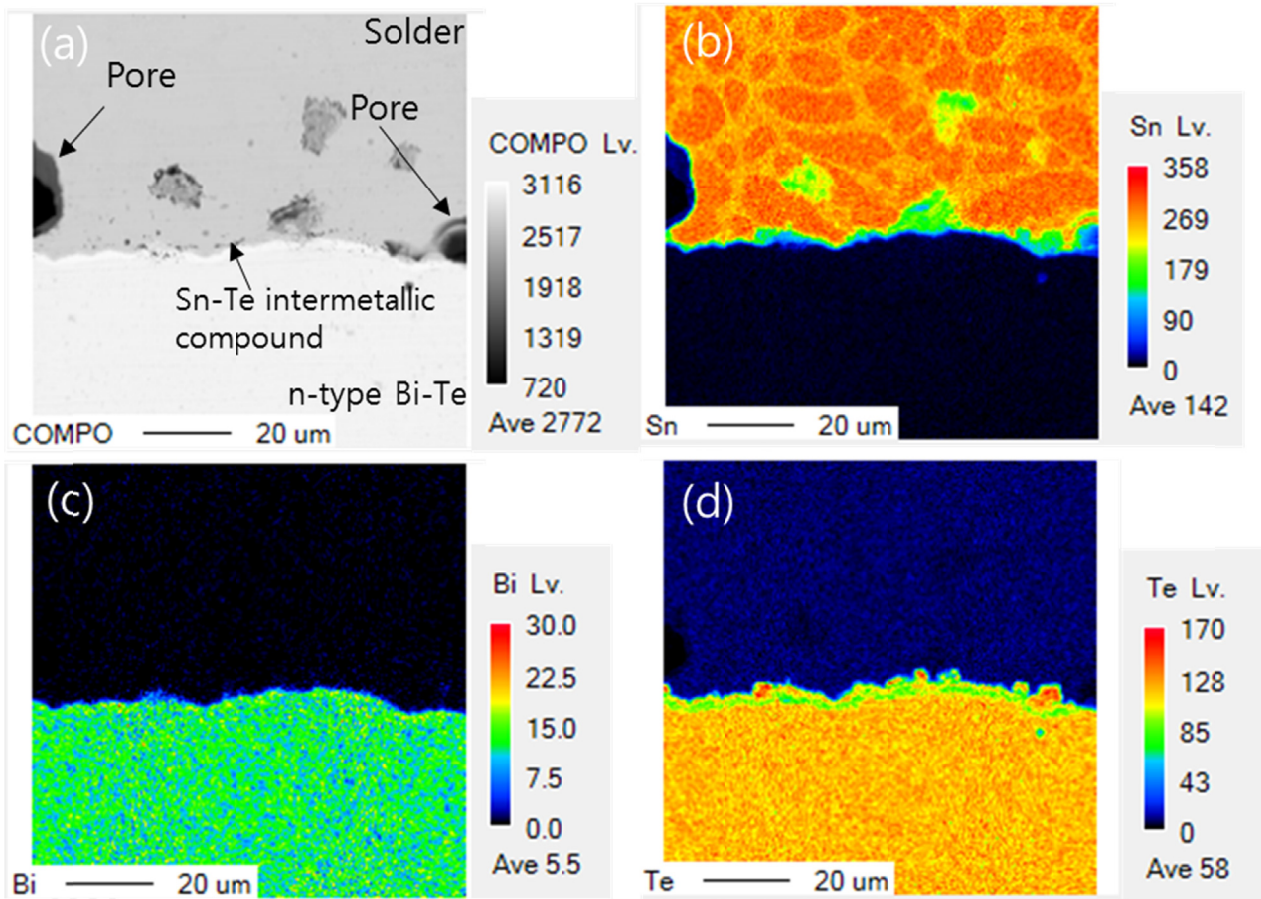 (a)
Solder
Pore
Pore
Sn-Te intermetallic
compound
n-type Bi-Te
COMPO 20 um
COMPO Lv.
3116
2517
1918
1319
720
Ave 2772
(b)
Sn 20 um
Sn Lv.
358
269
179
90
0
Ave 142
(c)
Bi 20 um
Bi Lv.
30.0
22.5
15.0
7.5
0.0
Ave 5.5
(d)
Te 20 um
Te Lv.
170
128
85
43
0
Ave 58